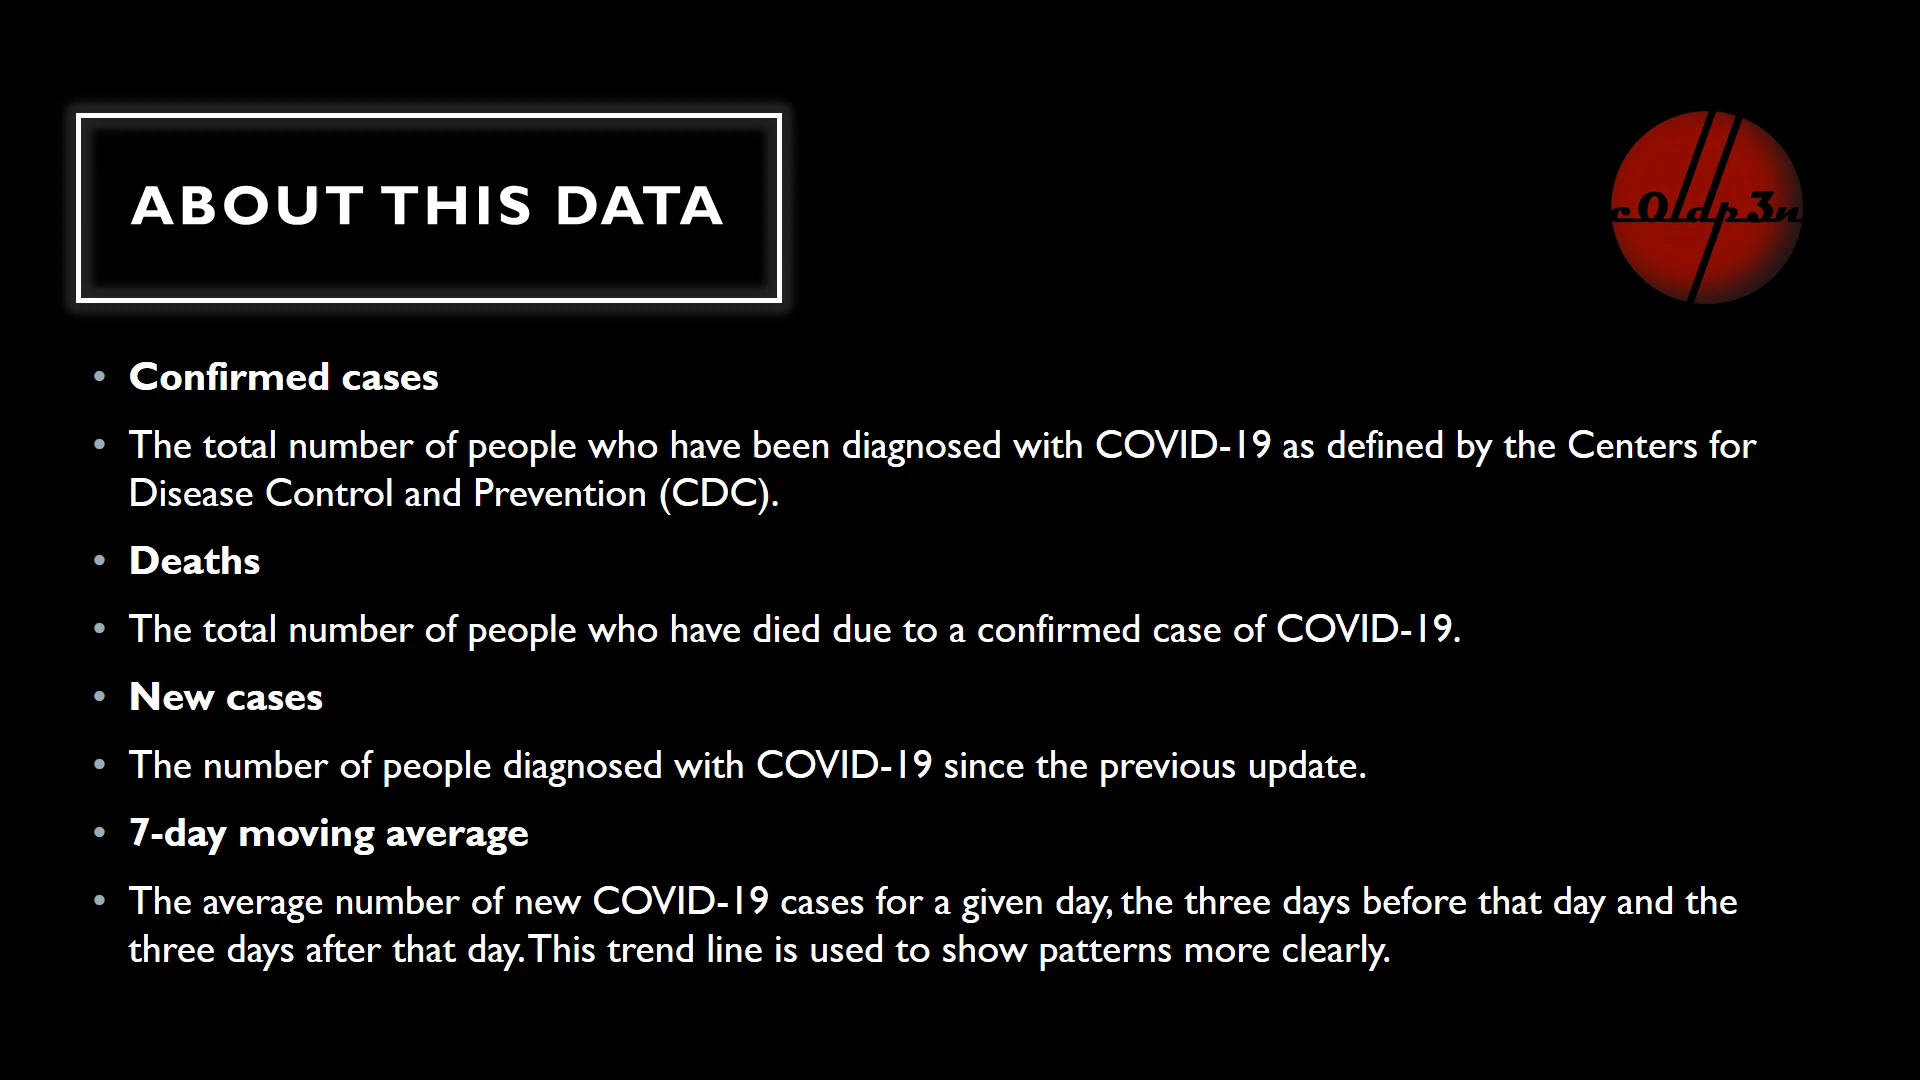 ABOUT THIS DATA
c0ldp3n
• Confirmed cases
• The total number of people who have been diagnosed with COVID-19 as defined by the Centers for
Disease Control and Prevention (CDC).
• Deaths
• The total number of people who have died due to a confirmed case of COVID-19.
• New cases
• The number of people diagnosed with COVID-19 since the previous update.
• 7-day moving average
• The average number of new COVID-19 cases for a given day, the three days before that day and the
three days after that day. This trend line is used to show patterns more clearly.